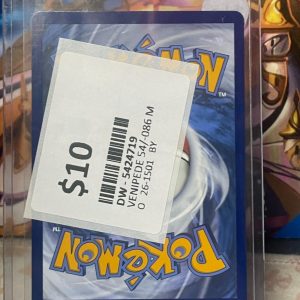 POKéMON
$10
DW - 5424719
VENIPEDE 54/-086 M
O 26-1501 BY
POKéMON